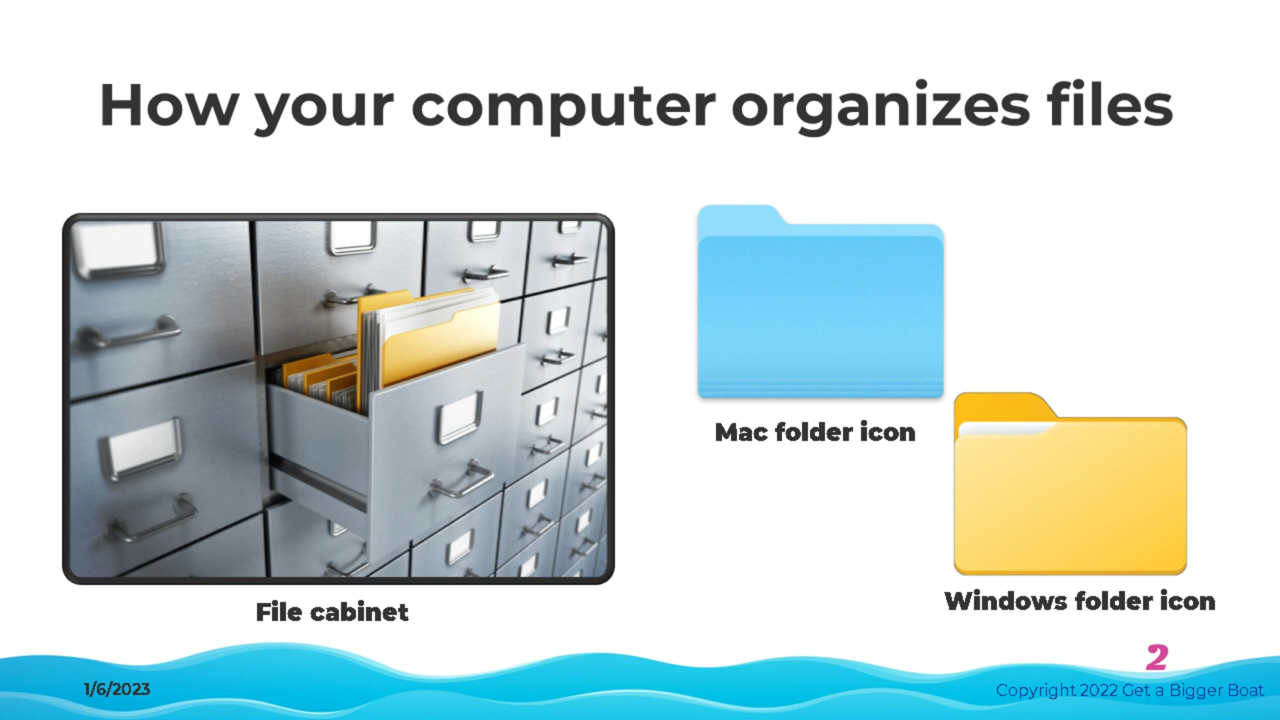 How your computer organizes files
Mac folder icon
Windows folder icon
File cabinet
2
1/6/2023
Copyright 2022 Get a Bigger Boat